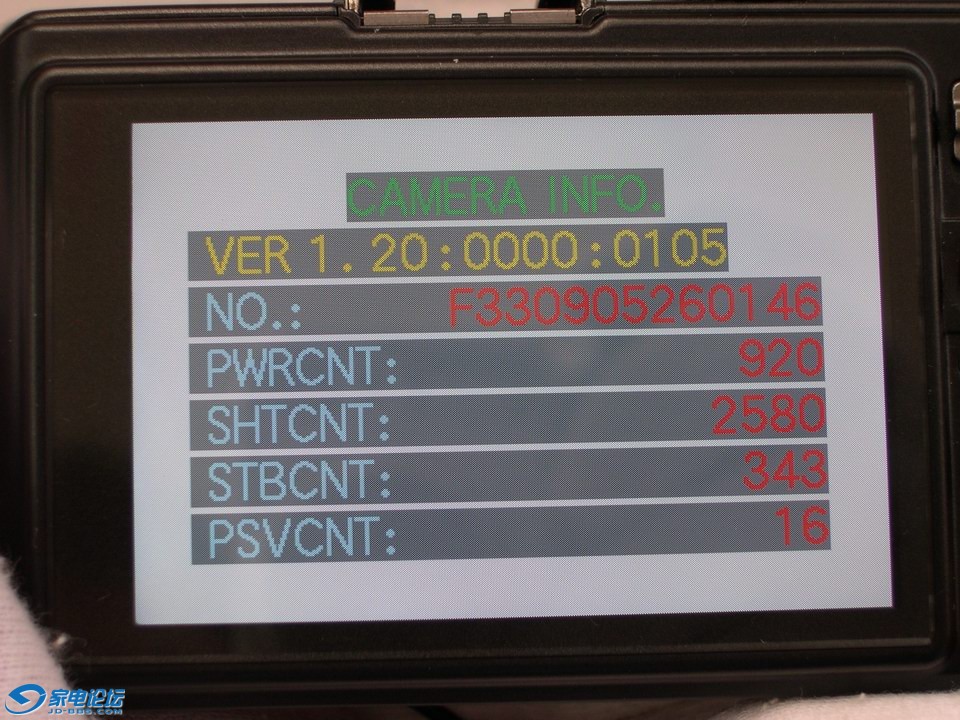 CAMERA INFO.
VER 1.20:0000:0105
NO.: F330905260146
PWRCNT: 920
SHTCNT: 2580
STBCNT: 343
PSVCNT: 16
家电论坛
JD-BBS.COM